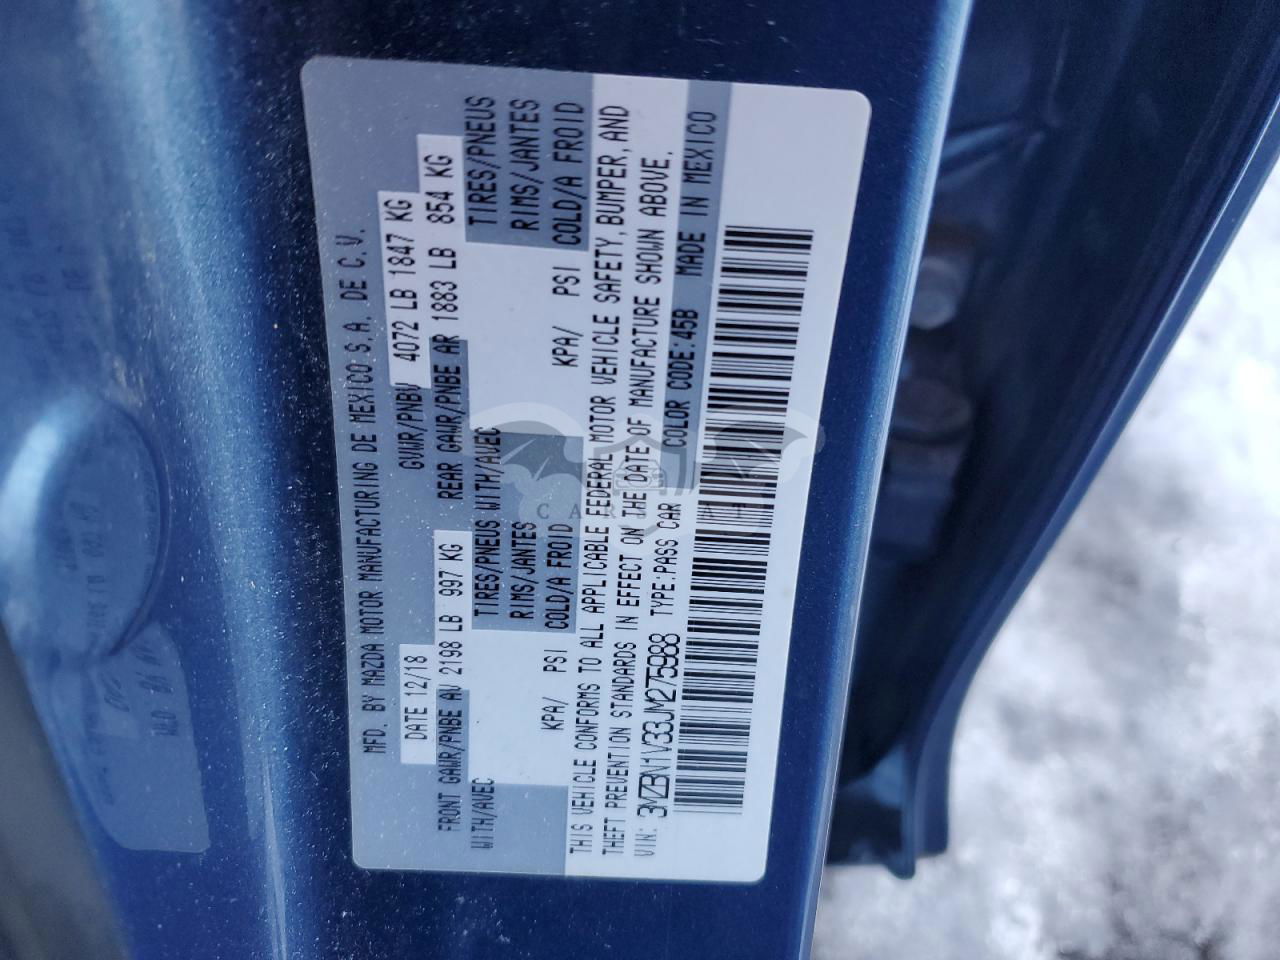 MFD. BY MAZDA MOTOR MANUFACTURING DE MEXICO S.A. DE C.V.
DATE 12/18 GVWR/PNBV 4072 LB 1847 KG
FRONT GAWR/PNBE AV 2198 LB 997 KG REAR GAWR/PNBE AR 1883 LB 854 KG
WITH/AVEC TIRES/PNEUS WITH/AVEC TIRES/PNEUS
RIMS/JANTES RIMS/JANTES
KPA/ PSI COLD/A FROID KPA/ PSI COLD/A FROID
THIS VEHICLE CONFORMS TO ALL APPLICABLE FEDERAL MOTOR VEHICLE SAFETY, BUMPER, AND
THEFT PREVENTION STANDARDS IN EFFECT ON THE DATE OF MANUFACTURE SHOWN ABOVE.
VIN: 3MZBN1V33JM275988 TYPE:PASS CAR COLOR CODE:45B MADE IN MEXICO